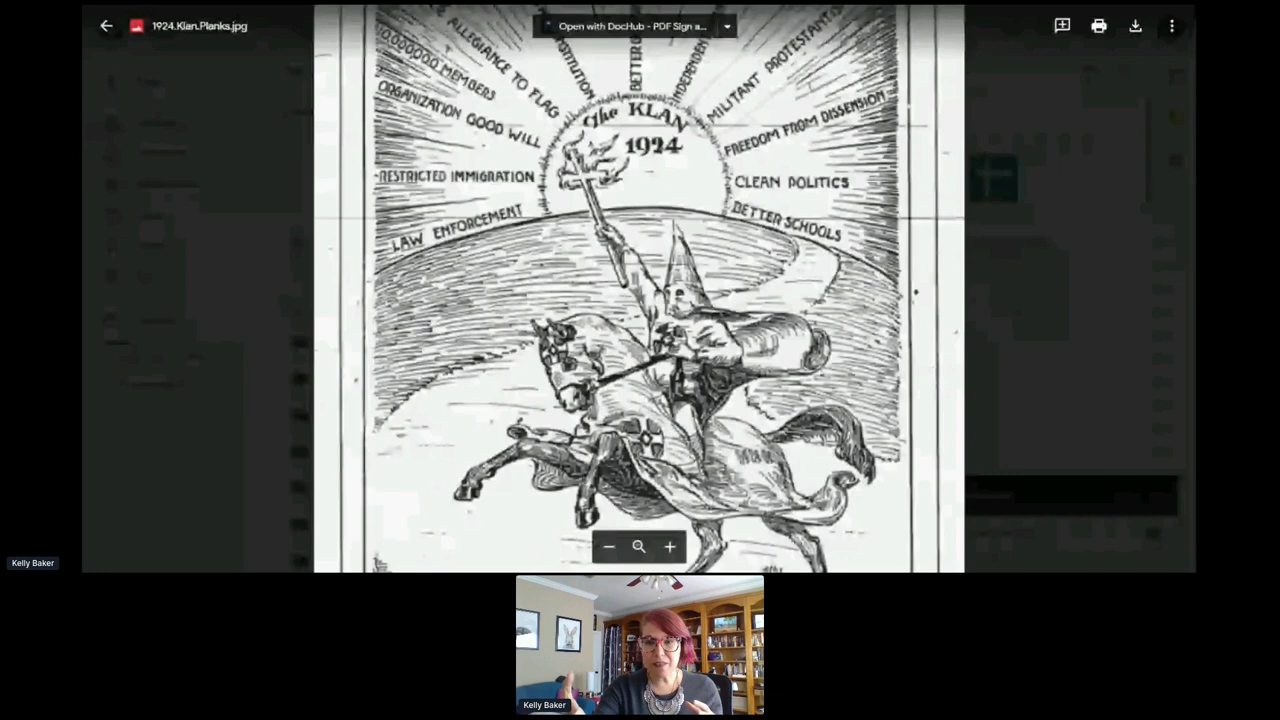 1924.Klan.Planks.jpg
Open with DocHub - PDF Sign a...
ALLEGIANCE TO FLAG
MILITANT PROTESTANT
10,000,000 MEMBERS
ORGANIZATION GOOD WILL
FREEDOM FROM DISSENSION
The KLAN
1924
RESTRICTED IMMIGRATION
CLEAN POLITICS
LAW ENFORCEMENT
BETTER SCHOOLS
Kelly Baker
Kelly Baker